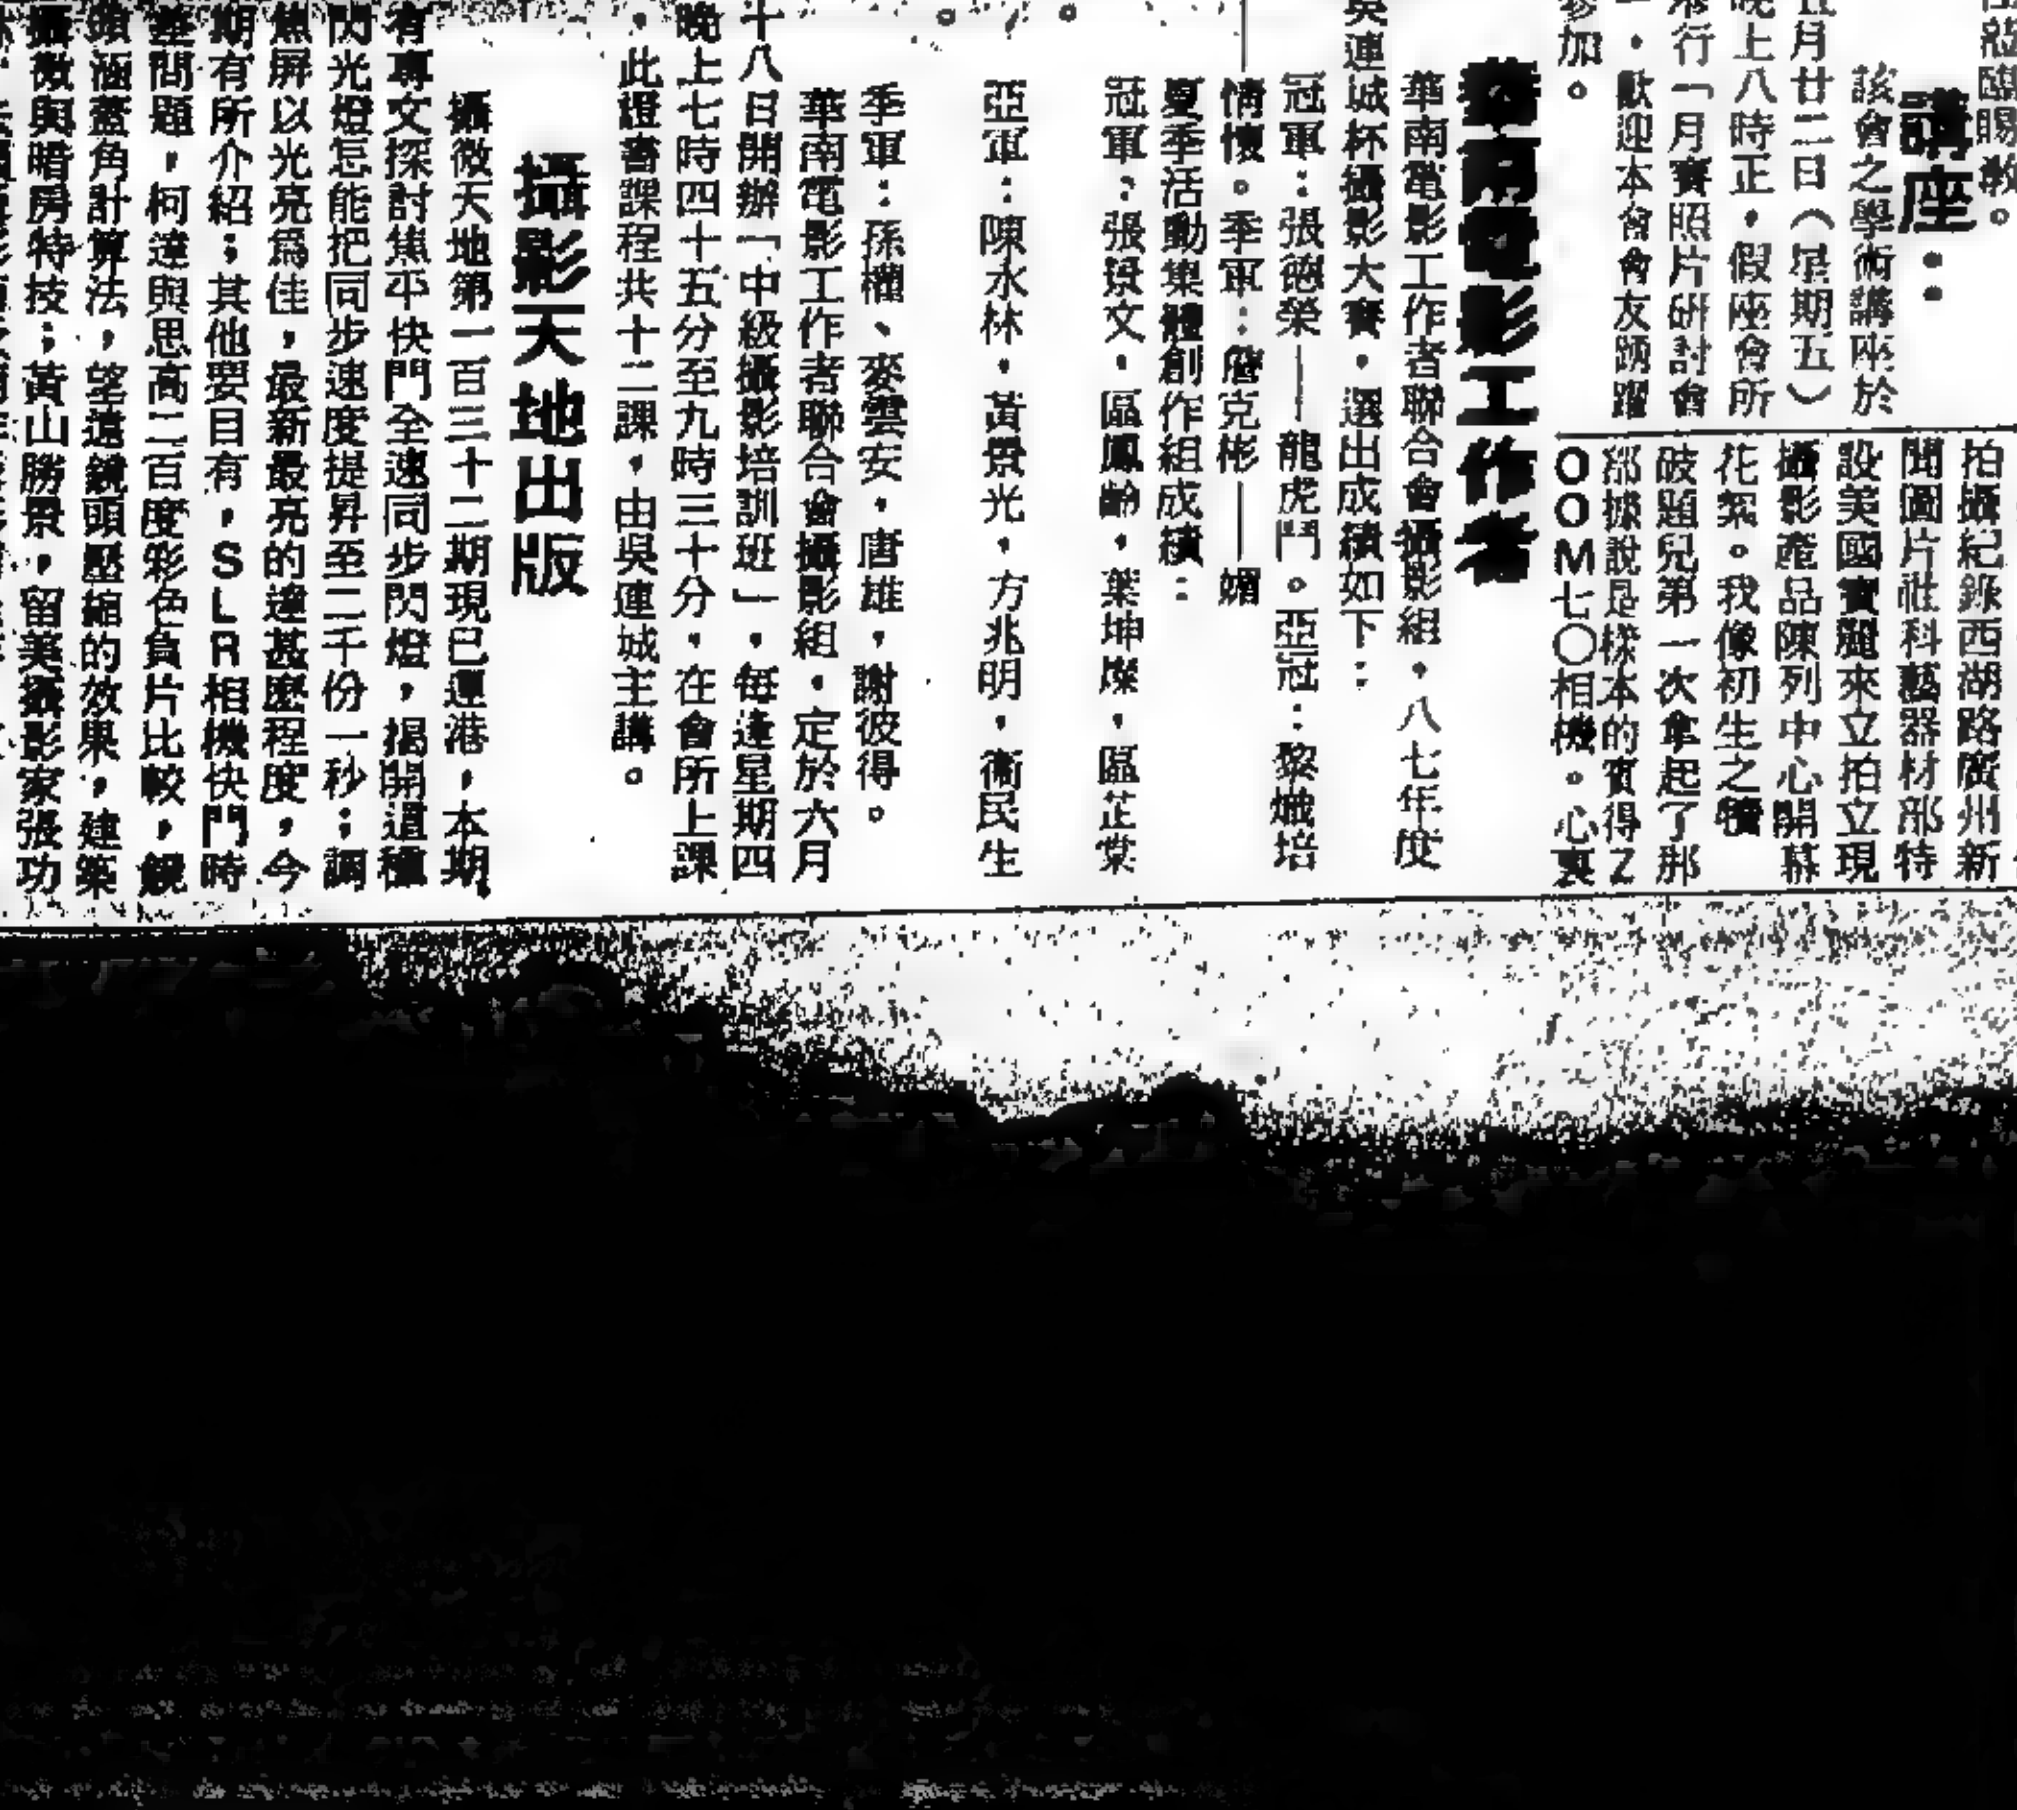 賜教。
講座：
該會之學術講座於
五月廿二日（星期五）
晚上八時正，假座會所
舉行「月賽照片研討會
」，歡迎本會會友踴躍
參加。
拍攝紀錄西湖路廣州新
聞圖片社科藝器材部特
設美國寶麗來立拍立現
攝影產品陳列中心開幕
花絮。我像初生之犢
破題兒第一次拿起了那
部據說是樣本的賓得Z
OOM七〇相機。心裏
華南電影工作者
華南電影工作者聯合會攝影組，八七年度
吳連城杯攝影大賽，選出成績如下：
冠軍：張德榮——龍虎鬥。亞冠：黎熾培
情懷。季軍：詹克彬——媚
夏季活動集體創作組成績：
冠軍：張景文，區鳳齡，葉坤燦，區芷棠
。
亞軍：陳永林，黃景光，方兆明，衞民生
。
季軍：孫權、麥雲安，唐雄，謝彼得。
華南電影工作者聯合會攝影組，定於六月
十八日開辦「中級攝影培訓班」，每逢星期四
晚上七時四十五分至九時三十分，在會所上課
，此證書課程共十二課，由吳連城主講。
攝影天地出版
攝微天地第一百三十二期現已運港，本期
有專文探討焦平快門全速同步閃燈，揭開這種
閃光燈怎能把同步速度提昇至二千份一秒；調
焦屏以光亮爲佳，最新最亮的達甚麼程度，今
期有所介紹；其他要目有，SLR相機快門時
差問題，柯達與思高二百度彩色負片比較，鏡
頭涵蓋角計算法，望遠鏡頭壓縮的效果，建築
攝微與暗房特技；黃山勝景，留美攝影家張功